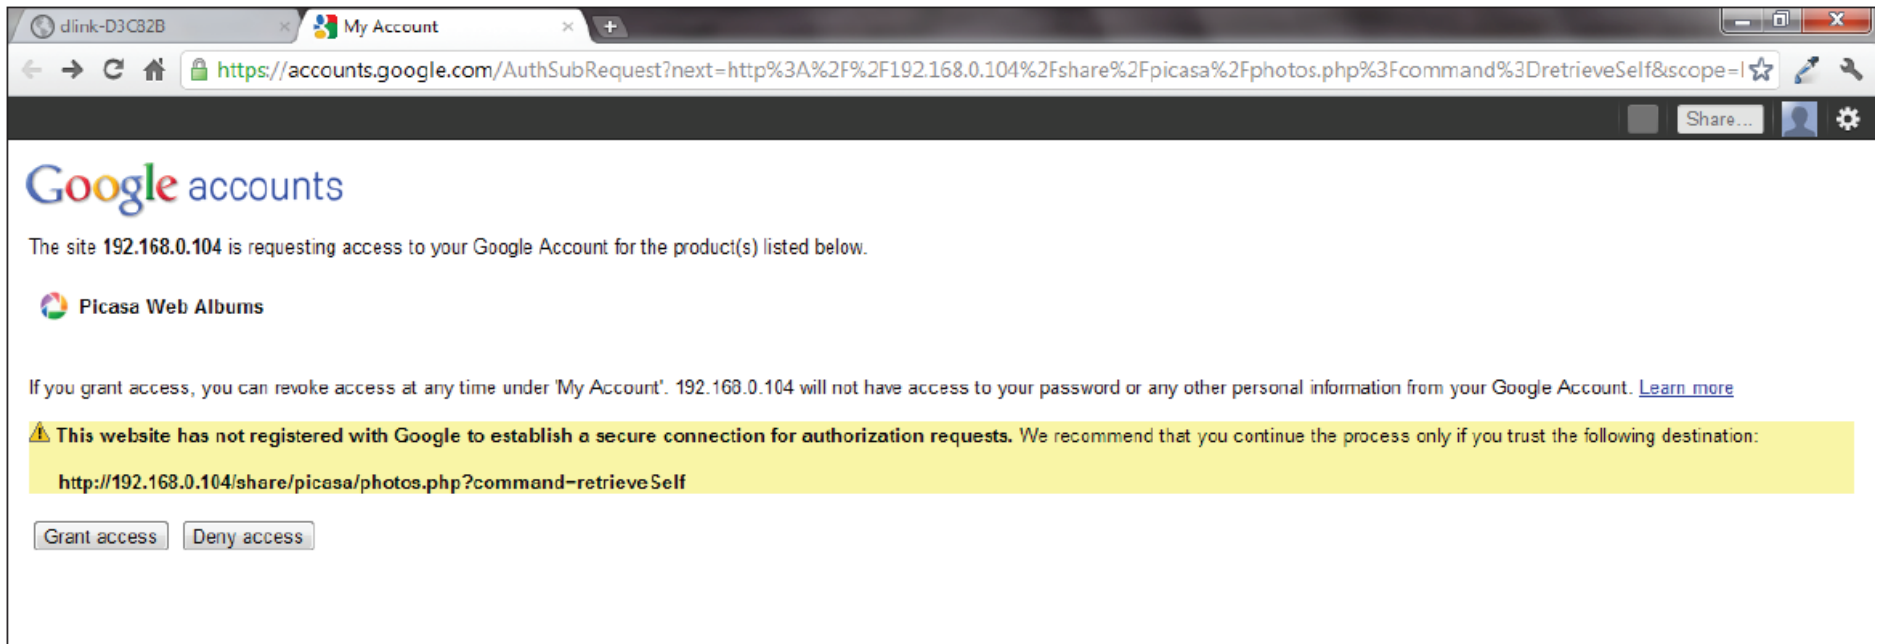 dlink-D3C82B
My Account
https://accounts.google.com/AuthSubRequest?next=http%3A%2F%2F192.168.0.104%2Fshare%2Fpicasa%2Fphotos.php%3Fcommand%3DretrieveSelf&scope=
Share...
Google accounts
The site 192.168.0.104 is requesting access to your Google Account for the product(s) listed below.
Picasa Web Albums
If you grant access, you can revoke access at any time under 'My Account'. 192.168.0.104 will not have access to your password or any other personal information from your Google Account. Learn more
This website has not registered with Google to establish a secure connection for authorization requests. We recommend that you continue the process only if you trust the following destination:
http://192.168.0.104/share/picasa/photos.php?command=retrieveSelf
Grant access Deny access